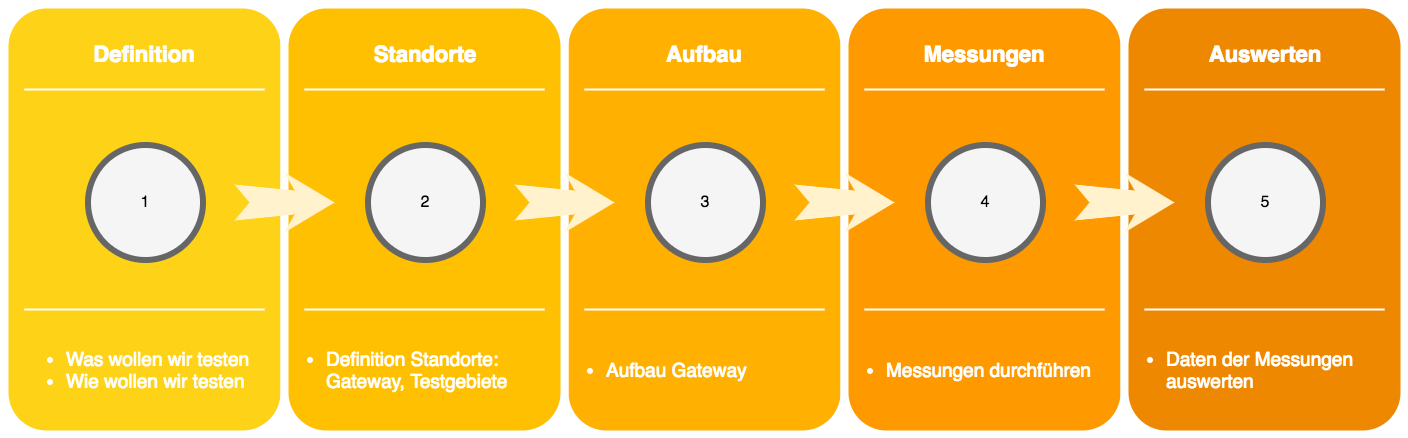 Definition
Standorte
Aufbau
Messungen
Auswerten
1
2
3
4
5
• Was wollen wir testen
• Wie wollen wir testen
• Definition Standorte:
Gateway, Testgebiete
• Aufbau Gateway
• Messungen durchführen
• Daten der Messungen
auswerten